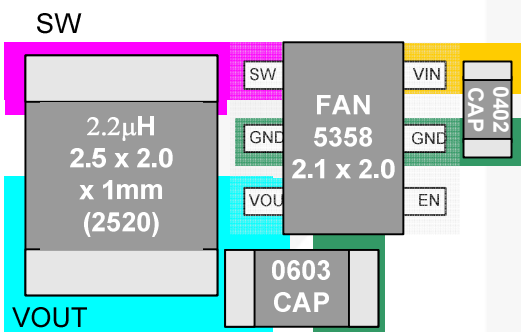 SW
2.2µH
2.5 x 2.0
x 1mm
(2520)
SW
GND
VOU
FAN
5358
2.1 x 2.0
VIN
GND
EN
0402
CAP
0603
CAP
VOUT